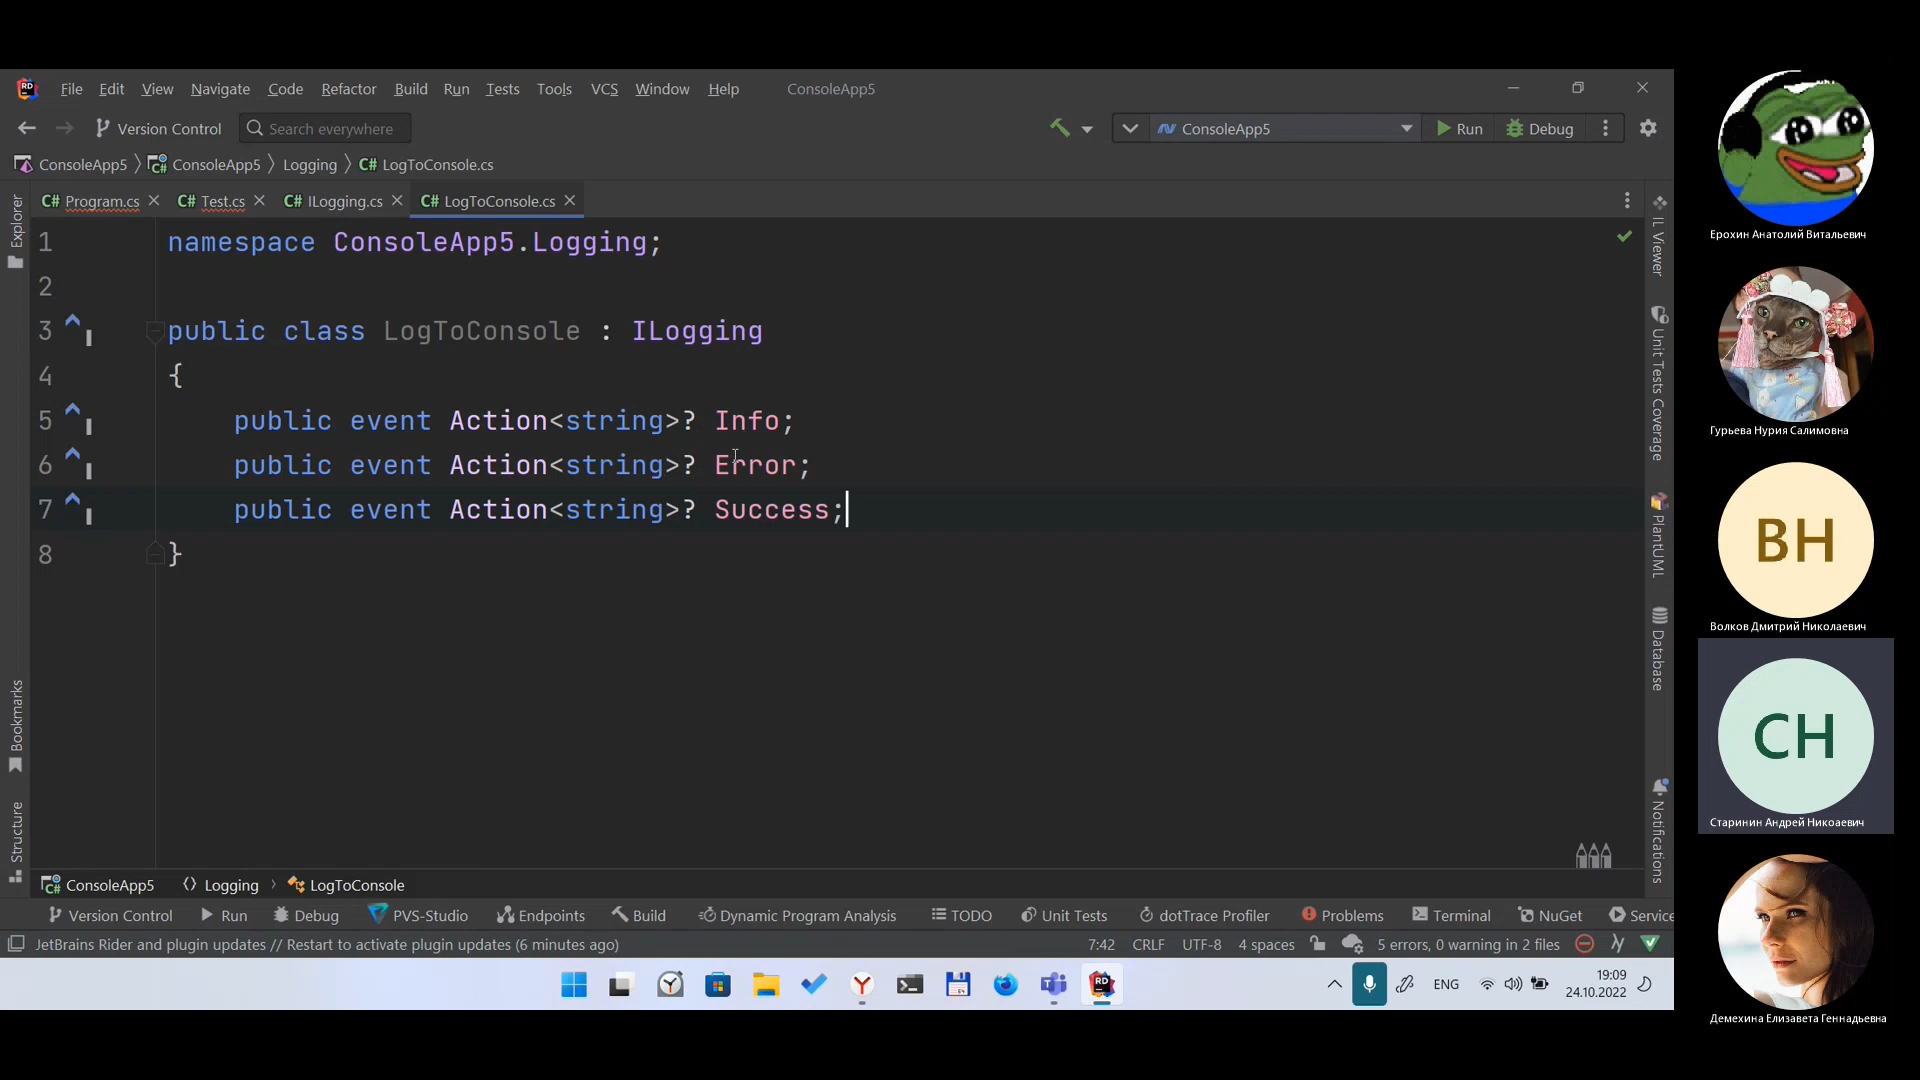 File Edit View Navigate Code Refactor Build Run Tests Tools VCS Window Help ConsoleApp5
Version Control Search everywhere ConsoleApp5 Run Debug
ConsoleApp5 ConsoleApp5 Logging C# LogToConsole.cs
C# Program.cs C# Test.cs C# ILogging.cs C# LogToConsole.cs
1 namespace ConsoleApp5.Logging;
2
3 public class LogToConsole : ILogging
4 {
5 public event Action<string>? Info;
6 public event Action<string>? Error;
7 public event Action<string>? Success;
8 }
Explorer
Bookmarks
Structure
IL Viewer
Unit Tests Coverage
PlantUML
Database
Notifications
ConsoleApp5 Logging LogToConsole
Version Control Run Debug PVS-Studio Endpoints Build Dynamic Program Analysis TODO Unit Tests dotTrace Profiler Problems Terminal NuGet Service
JetBrains Rider and plugin updates // Restart to activate plugin updates (6 minutes ago) 7:42 CRLF UTF-8 4 spaces 5 errors, 0 warning in 2 files
ENG 19:09
24.10.2022
Ерохин Анатолий Витальевич
Гурьева Нурия Салимовна
ВН
Волков Дмитрий Николаевич
СН
Старинин Андрей Никоаевич
Демехина Елизавета Геннадьевна